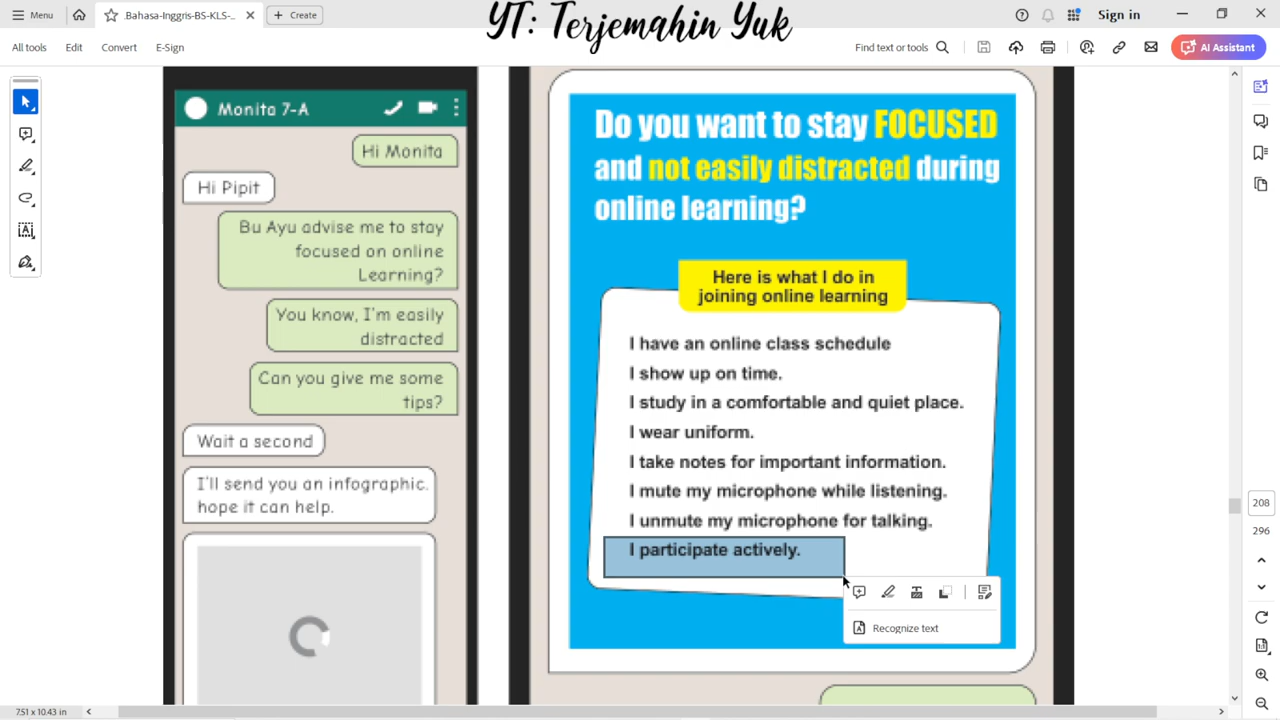 Menu
.Bahasa-Inggris-BS-KLS-...
Create
YT: Terjemahin Yuk
Sign in
All tools
Edit
Convert
E-Sign
Find text or tools
AI Assistant
Monita 7-A
Hi Monita
Hi Pipit
Bu Ayu advise me to stay
focused on online
Learning?
You know, I'm easily
distracted
Can you give me some
tips?
Wait a second
I'll send you an infographic.
hope it can help.
Do you want to stay FOCUSED
and not easily distracted during
online learning?
Here is what I do in
joining online learning
I have an online class schedule
I show up on time.
I study in a comfortable and quiet place.
I wear uniform.
I take notes for important information.
I mute my microphone while listening.
I unmute my microphone for talking.
I participate actively.
Recognize text
208
296
7.51 x 10.43 in